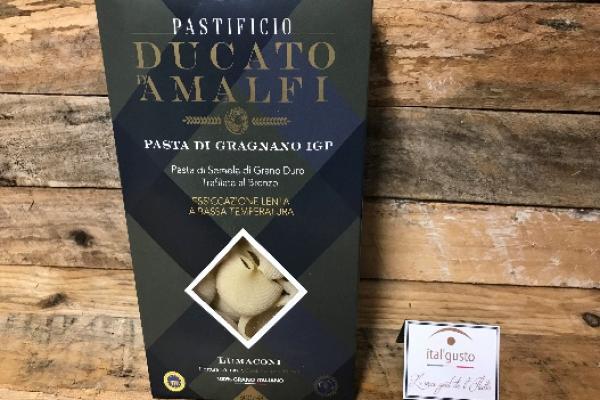 PASTIFICIO
DUCATO
D'AMALFI
PASTA DI GRAGNANO IGP
Pasta di Semola di Grano Duro
Trafilata al Bronzo
ESSICCAZIONE LENTA
A BASSA TEMPERATURA
LUMACONI
100% GRANO ITALIANO
ital'gusto